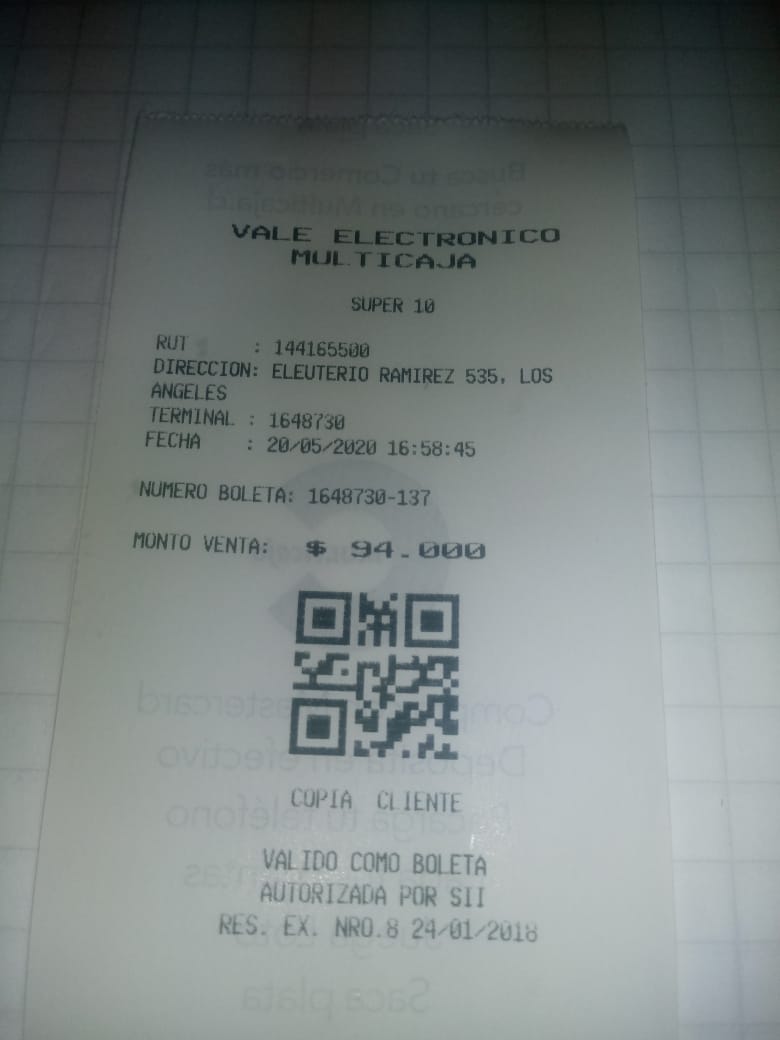 VALE ELECTRONICO
MULTICAJA
SUPER 10
RUT : 144165500
DIRECCION: ELEUTERIO RAMIREZ 535, LOS
ANGELES
TERMINAL : 1648730
FECHA : 20/05/2020 16:58:45
NUMERO BOLETA: 1648730-137
MONTO VENTA: $ 94.000
COPIA CLIENTE
VALIDO COMO BOLETA
AUTORIZADA POR SII
RES. EX. NRO.8 24/01/2018